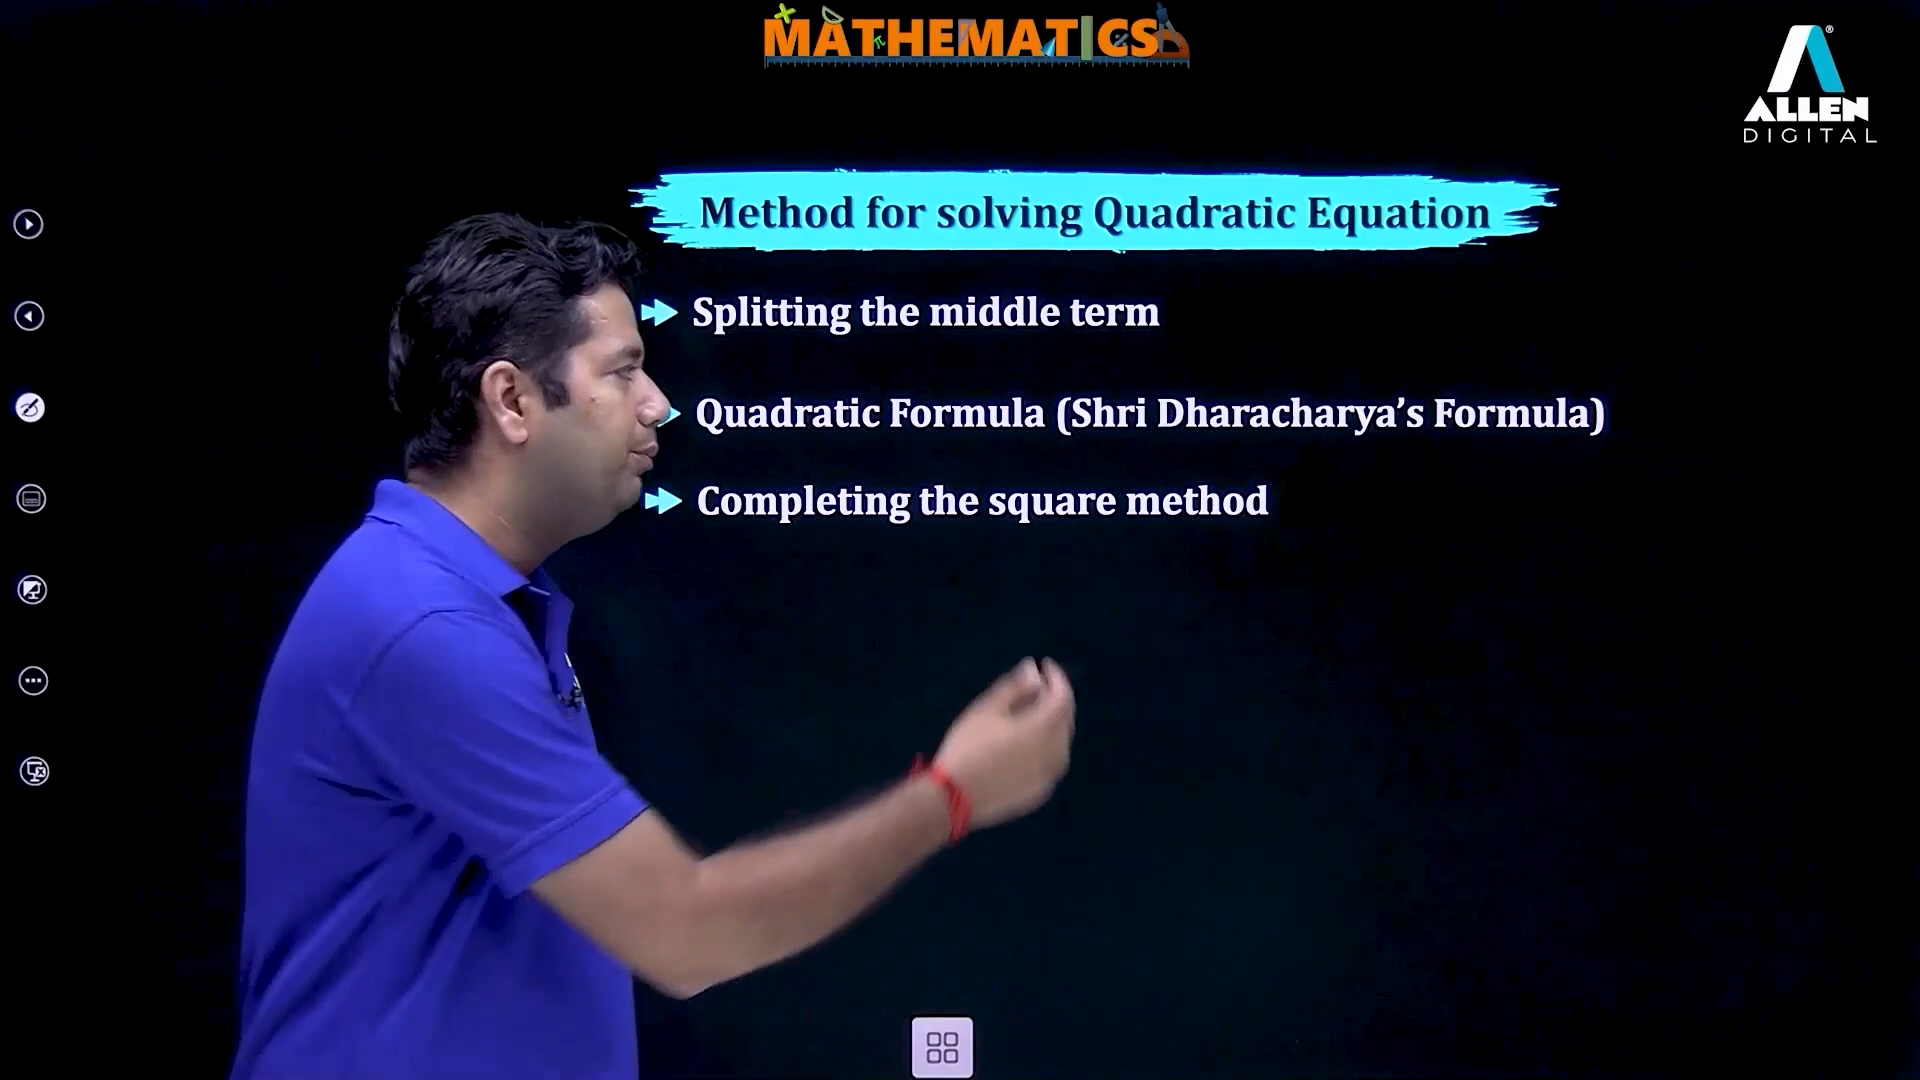 MATHEMATICS
ALLEN
DIGITAL
Method for solving Quadratic Equation
Splitting the middle term
Quadratic Formula (Shri Dharacharya’s Formula)
Completing the square method